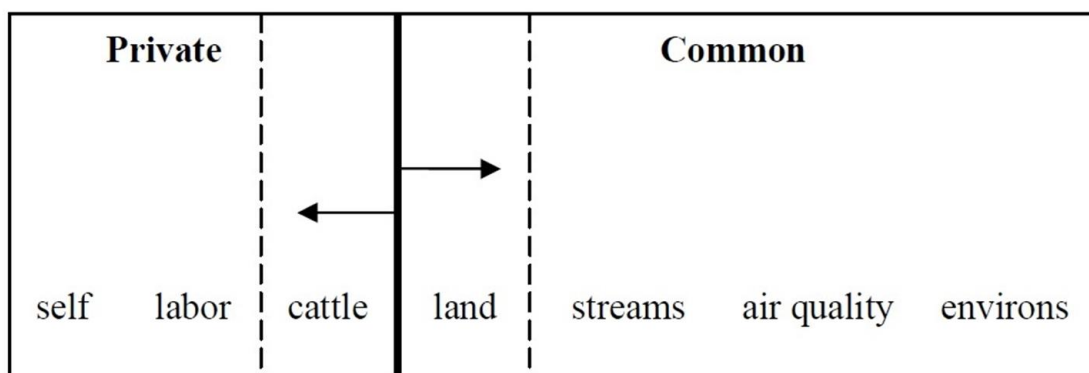 Private Common
self labor cattle land streams air quality environs